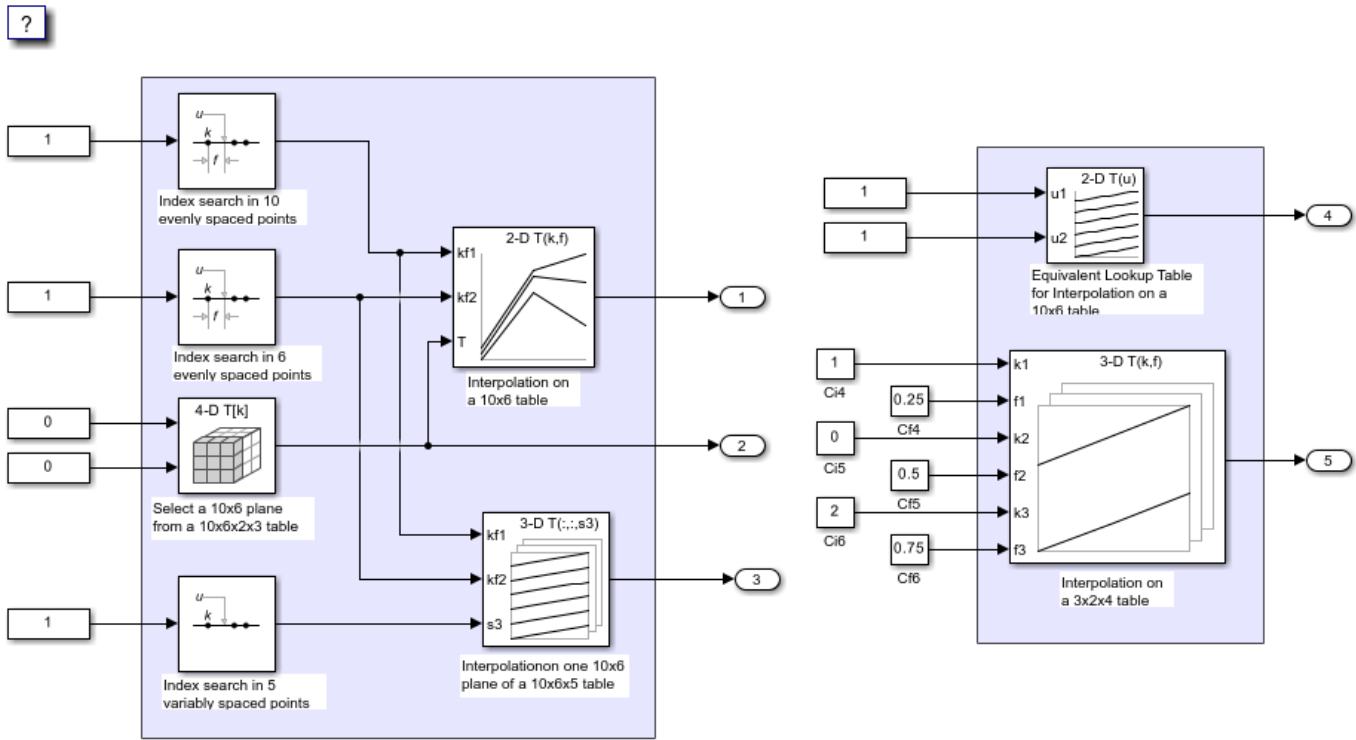 ?
1
u
k
f
Index search in 10
evenly spaced points
1
u
k
f
Index search in 6
evenly spaced points
0
0
4-D T[k]
Select a 10x6 plane
from a 10x6x2x3 table
1
u
k
Index search in 5
variably spaced points
2-D T(k,f)
kf1
kf2
T
Interpolation on
a 10x6 table
1
2
3-D T(:,:,s3)
kf1
kf2
s3
Interpolationon one 10x6
plane of a 10x6x5 table
3
1
1
2-D T(u)
u1
u2
Equivalent Lookup Table
for Interpolation on a
10x6 table
4
1
Ci4
0.25
Cf4
0
Ci5
0.5
Cf5
2
Ci6
0.75
Cf6
3-D T(k,f)
k1
f1
k2
f2
k3
f3
Interpolation on
a 3x2x4 table
5